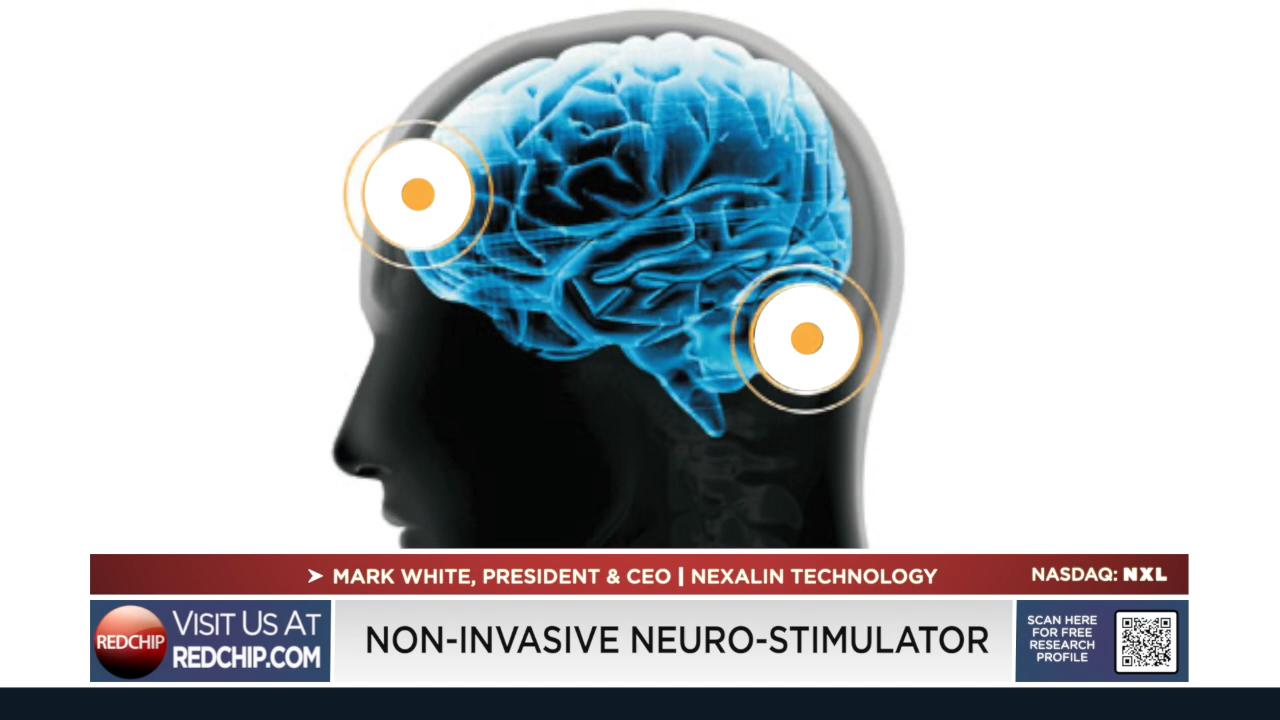 ➤ MARK WHITE, PRESIDENT & CEO | NEXALIN TECHNOLOGY
NASDAQ: NXL
REDCHIP
VISIT US AT
REDCHIP.COM
NON-INVASIVE NEURO-STIMULATOR
SCAN HERE
FOR FREE
RESEARCH
PROFILE